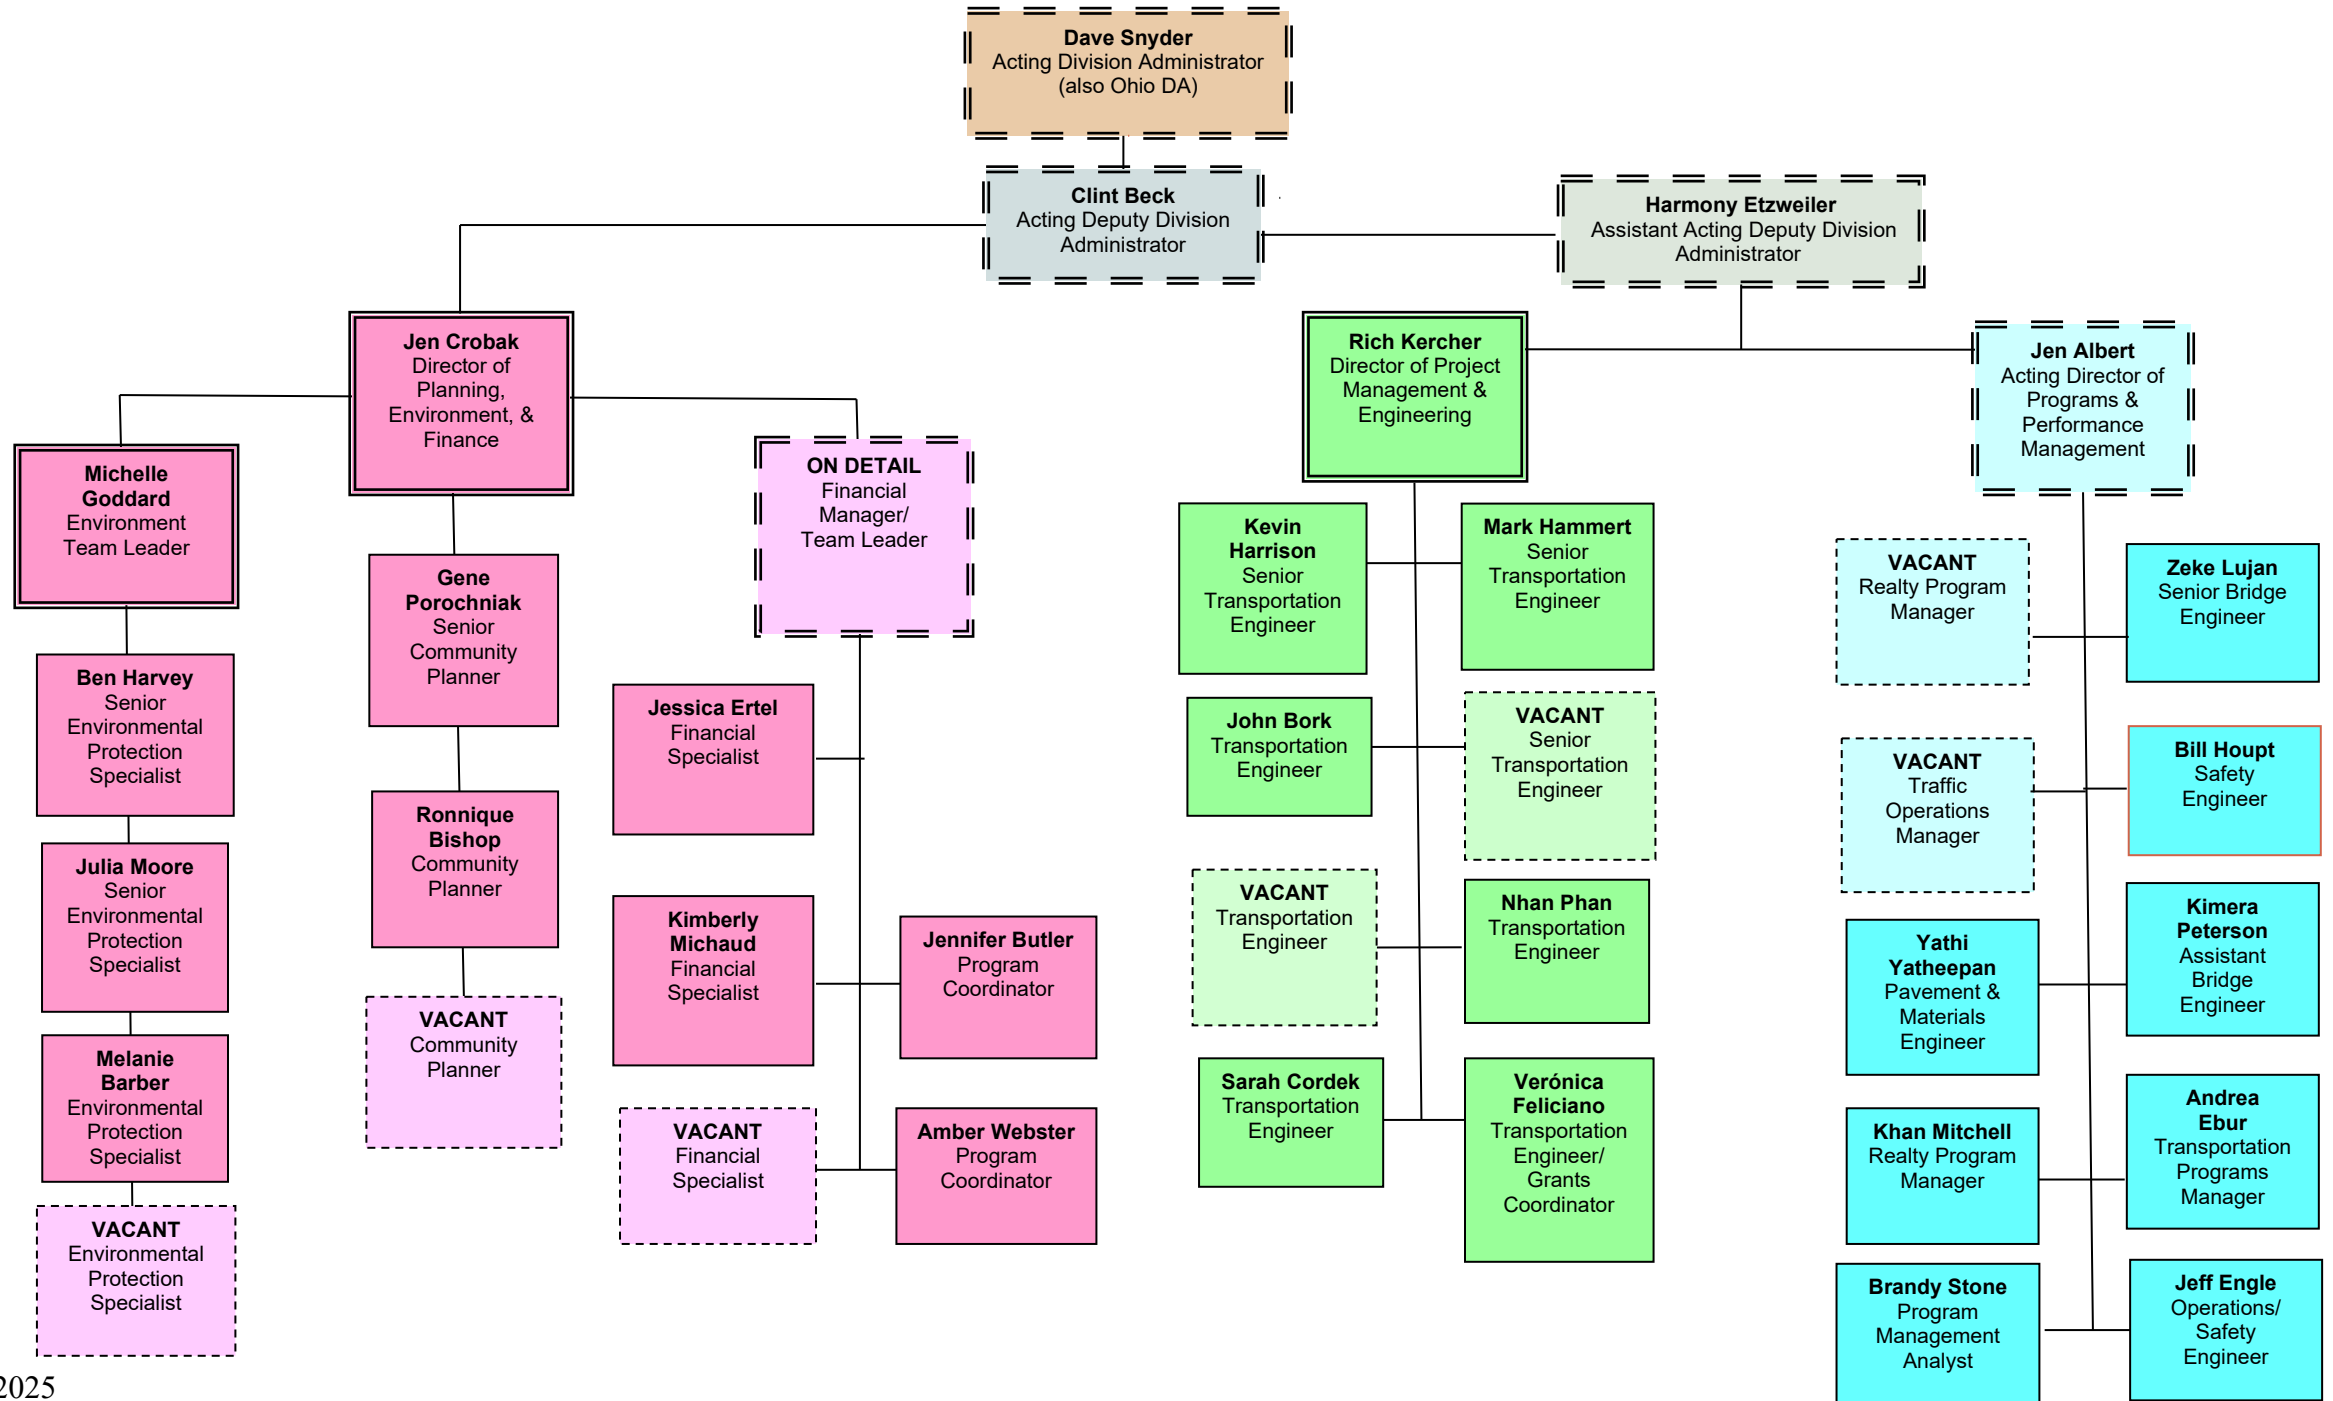 Dave Snyder
Acting Division Administrator
(also Ohio DA)
Clint Beck
Acting Deputy Division
Administrator
Harmony Etzweiler
Assistant Acting Deputy Division
Administrator
Jen Crobak
Director of
Planning,
Environment, &
Finance
Rich Kercher
Director of Project
Management &
Engineering
Jen Albert
Acting Director of
Programs &
Performance
Management
Michelle
Goddard
Environment
Team Leader
Ben Harvey
Senior
Environmental
Protection
Specialist
Julia Moore
Senior
Environmental
Protection
Specialist
Melanie
Barber
Environmental
Protection
Specialist
VACANT
Environmental
Protection
Specialist
Gene
Porochniak
Senior
Community
Planner
Ronnique
Bishop
Community
Planner
VACANT
Community
Planner
ON DETAIL
Financial
Manager/
Team Leader
Jessica Ertel
Financial
Specialist
Kimberly
Michaud
Financial
Specialist
Jennifer Butler
Program
Coordinator
VACANT
Financial
Specialist
Amber Webster
Program
Coordinator
Kevin
Harrison
Senior
Transportation
Engineer
Mark Hammert
Senior
Transportation
Engineer
John Bork
Transportation
Engineer
VACANT
Senior
Transportation
Engineer
VACANT
Transportation
Engineer
Nhan Phan
Transportation
Engineer
Sarah Cordek
Transportation
Engineer
Verónica
Feliciano
Transportation
Engineer/
Grants
Coordinator
VACANT
Realty Program
Manager
Zeke Lujan
Senior Bridge
Engineer
VACANT
Traffic
Operations
Manager
Bill Houpt
Safety
Engineer
Yathi
Yatheepan
Pavement &
Materials
Engineer
Kimera
Peterson
Assistant
Bridge
Engineer
Khan Mitchell
Realty Program
Manager
Andrea
Ebur
Transportation
Programs
Manager
Brandy Stone
Program
Management
Analyst
Jeff Engle
Operations/
Safety
Engineer
2025